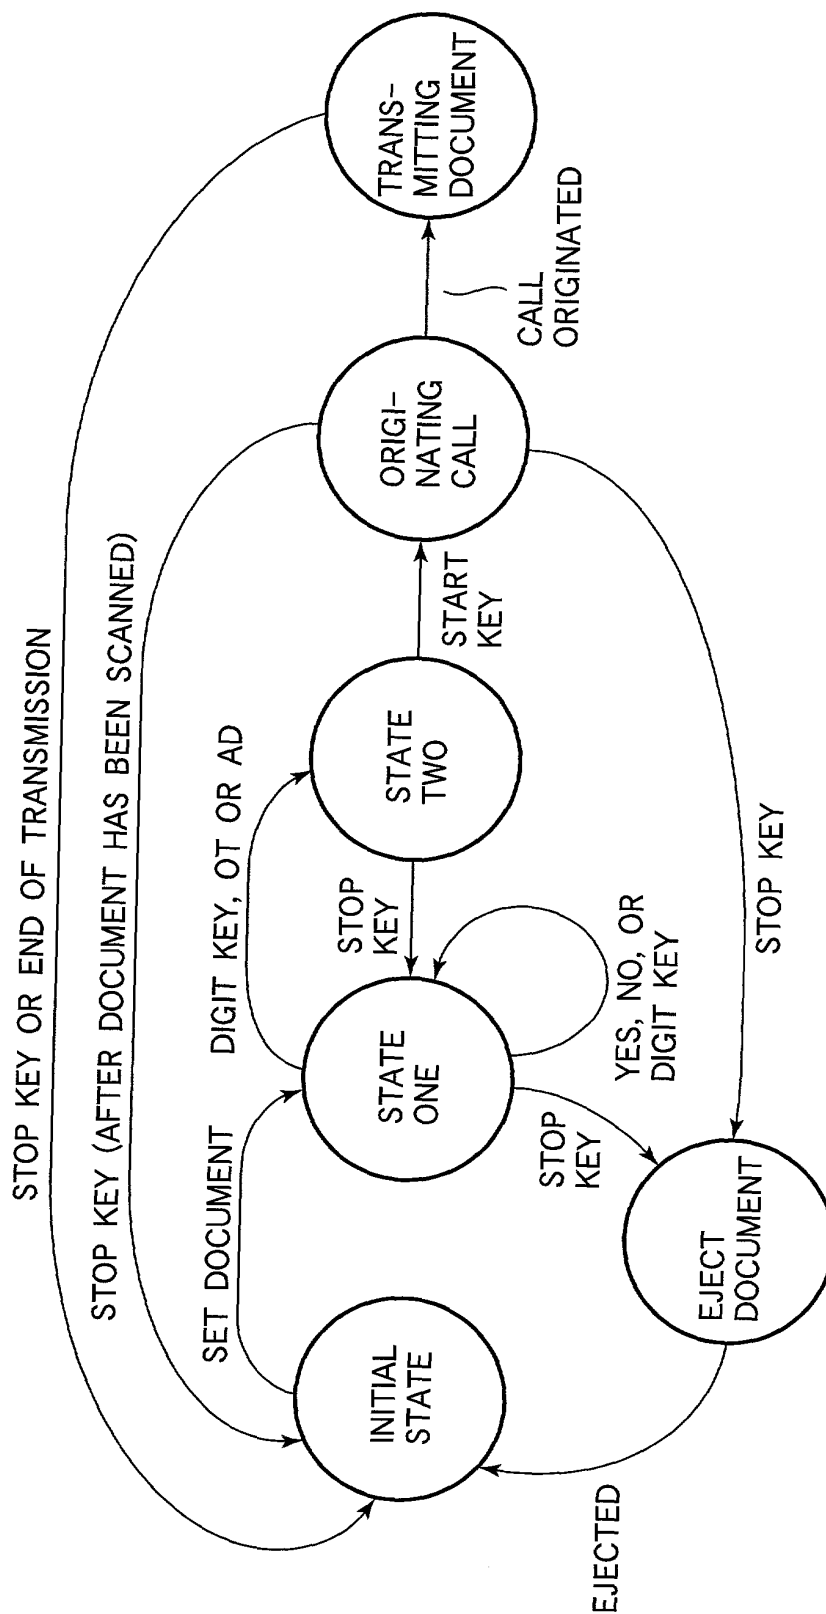 STOP KEY OR END OF TRANSMISSION
STOP KEY (AFTER DOCUMENT HAS BEEN SCANNED)
SET DOCUMENT
DIGIT KEY, OT OR AD
INITIAL
STATE
STATE
ONE
STOP
KEY
STATE
TWO
START
KEY
ORIGI-
NATING
CALL
CALL
ORIGINATED
TRANS-
MITTING
DOCUMENT
STOP
KEY
YES, NO, OR
DIGIT KEY
STOP KEY
EJECT
DOCUMENT
EJECTED